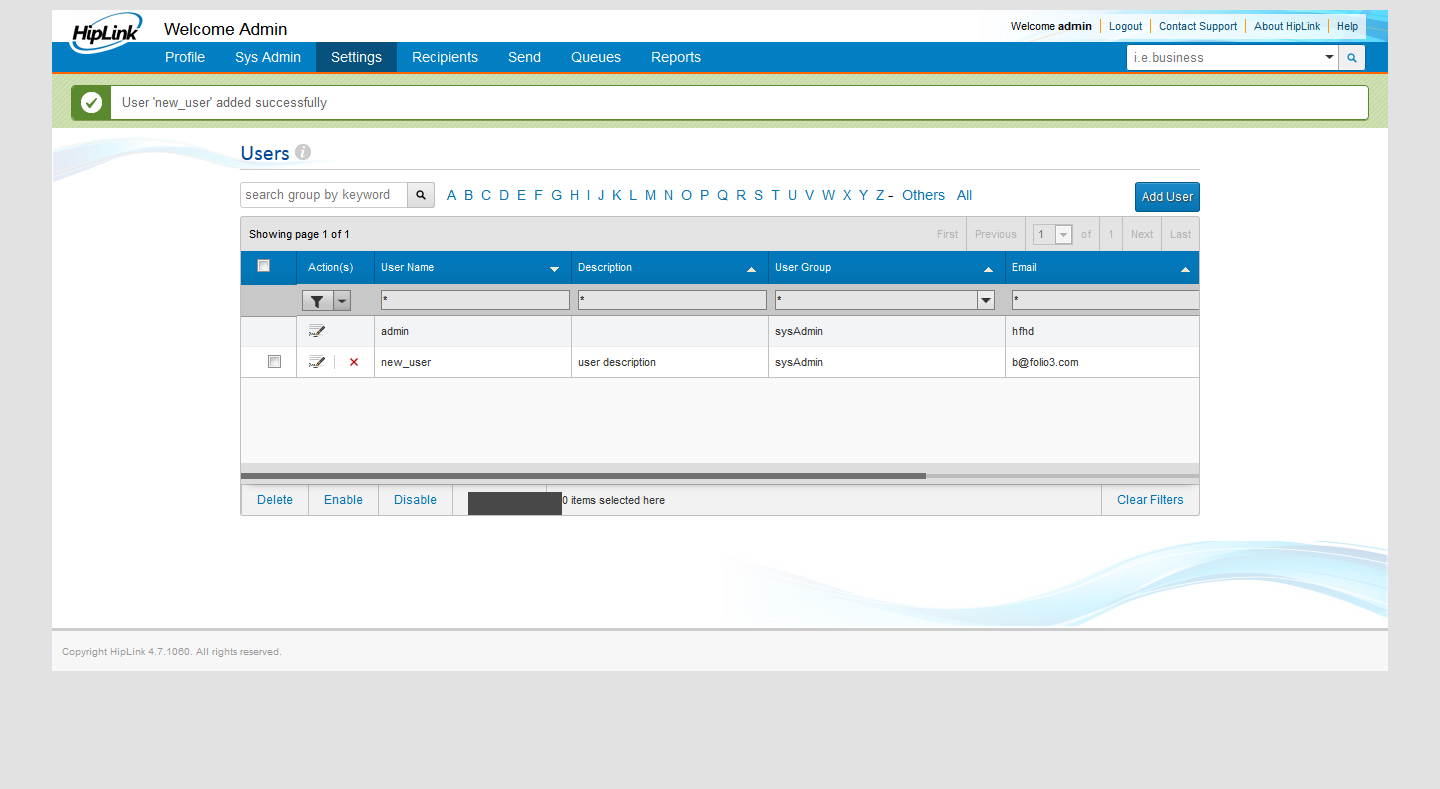 HipLink
Welcome Admin
Welcome admin Logout Contact Support About HipLink Help
Profile Sys Admin Settings Recipients Send Queues Reports
i.e.business
User 'new_user' added successfully
Users i
search group by keyword A B C D E F G H I J K L M N O P Q R S T U V W X Y Z - Others All Add User
Showing page 1 of 1 First Previous 1 of 1 Next Last
Action(s) User Name Description User Group Email
* * * *
admin sysAdmin hfhd
new_user user description sysAdmin b@folio3.com
Delete Enable Disable 0 items selected here Clear Filters
Copyright HipLink 4.7.1060. All rights reserved.